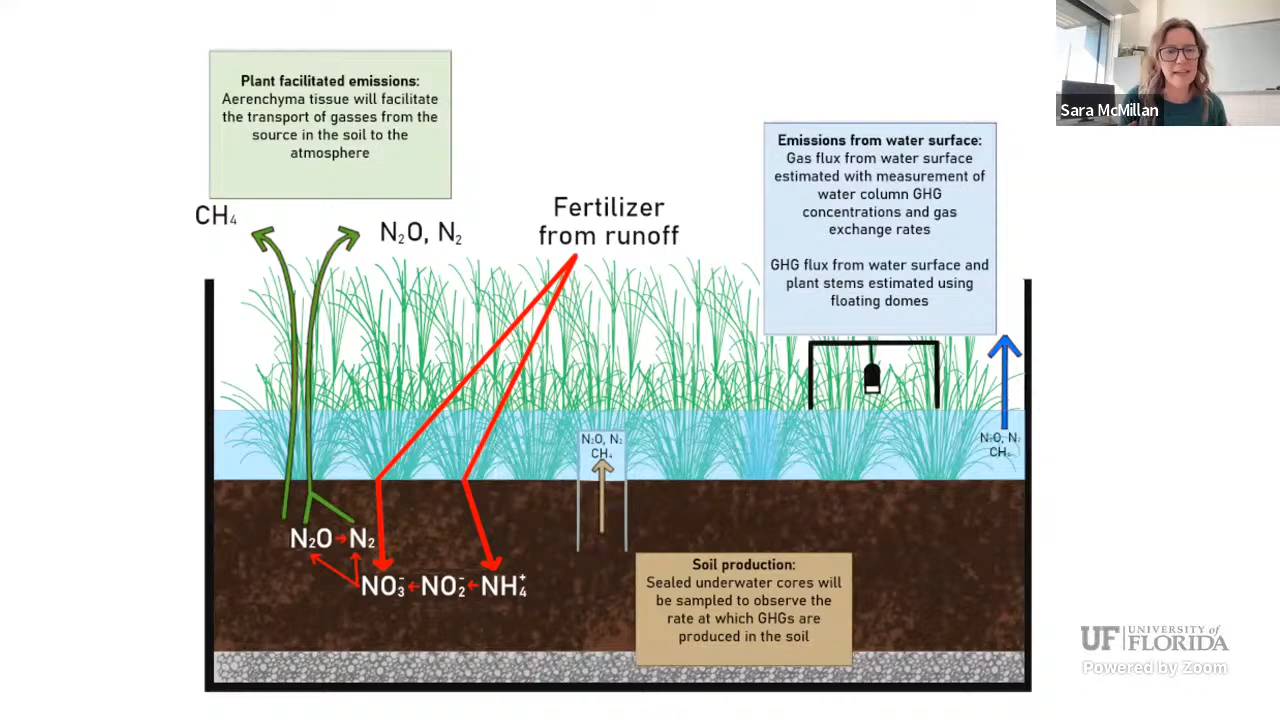 Plant facilitated emissions:
Aerenchyma tissue will facilitate
the transport of gasses from the
source in the soil to the
atmosphere
Sara McMillan
Emissions from water surface:
Gas flux from water surface
estimated with measurement of
water column GHG
concentrations and gas
exchange rates
GHG flux from water surface and
plant stems estimated using
floating domes
CH₄
N₂O, N₂
Fertilizer
from runoff
N₂O, N₂
CH₄
N₂O, N₂
CH₄
N₂O → N₂
NO₃⁻ ← NO₂⁻ ← NH₄⁺
Soil production:
Sealed underwater cores will
be sampled to observe the
rate at which GHGs are
produced in the soil
UF UNIVERSITY of
FLORIDA
Powered by Zoom